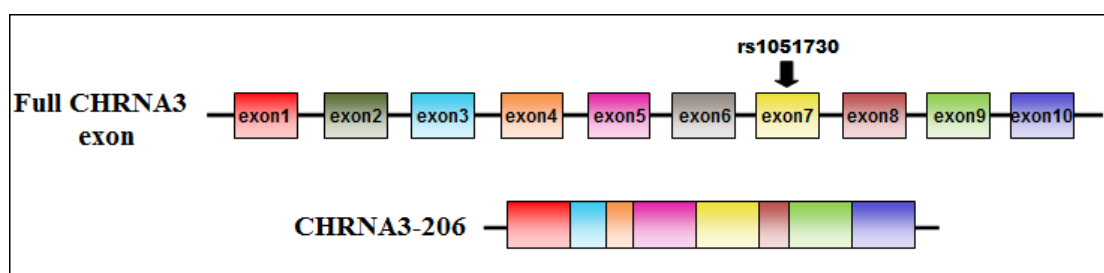 rs1051730
Full CHRNA3
exon
exon1 exon2 exon3 exon4 exon5 exon6 exon7 exon8 exon9 exon10
CHRNA3-206